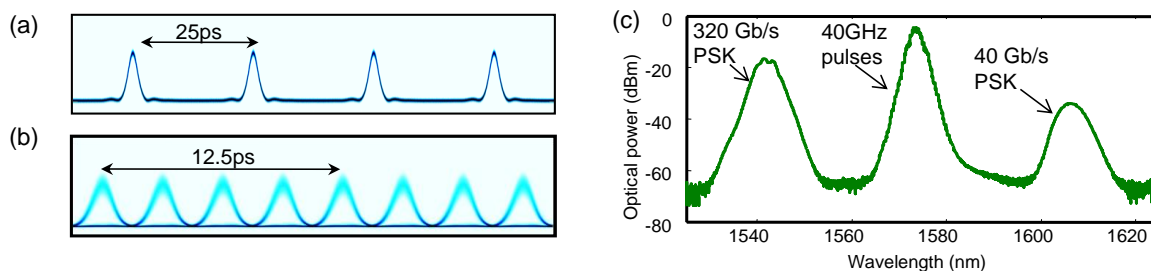 (a)
25ps
(b)
12.5ps
(c)
0
-20
-40
-60
-80
Optical power (dBm)
320 Gb/s
PSK
40GHz
pulses
40 Gb/s
PSK
1540
1560
1580
1600
1620
Wavelength (nm)